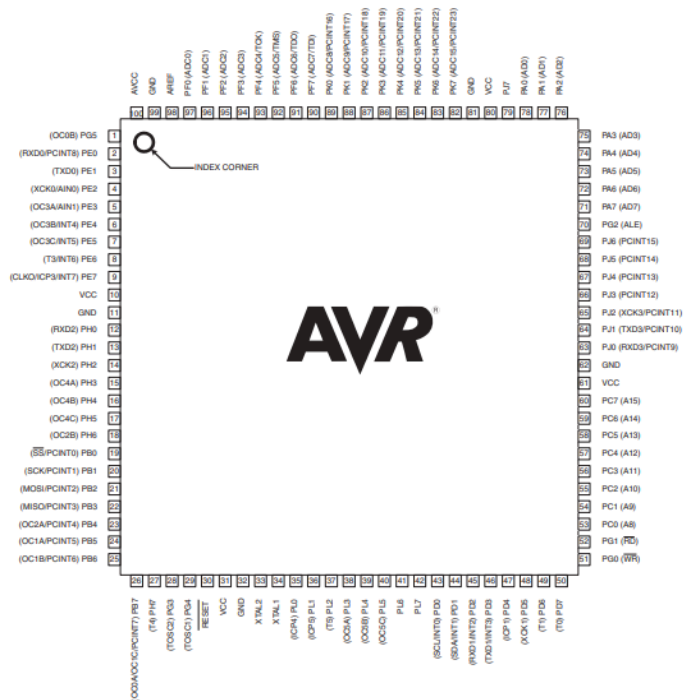 AVCC
GND
AREF
PF0 (ADC0)
PF1 (ADC1)
PF2 (ADC2)
PF3 (ADC3)
PF4 (ADC4/TCK)
PF5 (ADC5/TMS)
PF6 (ADC6/TDO)
PF7 (ADC7/TDI)
PK0 (ADC8/PCINT16)
PK1 (ADC9/PCINT17)
PK2 (ADC10/PCINT18)
PK3 (ADC11/PCINT19)
PK4 (ADC12/PCINT20)
PK5 (ADC13/PCINT21)
PK6 (ADC14/PCINT22)
PK7 (ADC15/PCINT23)
GND
VCC
PJ7
PA0 (AD0)
PA1 (AD1)
PA2 (AD2)
100 99 98 97 96 95 94 93 92 91 90 89 88 87 86 85 84 83 82 81 80 79 78 77 76
(OC0B) PG5 1
(RXD0/PCINT8) PE0 2
(TXD0) PE1 3
(XCK0/AIN0) PE2 4
(OC3A/AIN1) PE3 5
(OC3B/INT4) PE4 6
(OC3C/INT5) PE5 7
(T3/INT6) PE6 8
(CLKO/ICP3/INT7) PE7 9
VCC 10
GND 11
(RXD2) PH0 12
(TXD2) PH1 13
(XCK2) PH2 14
(OC4A) PH3 15
(OC4B) PH4 16
(OC4C) PH5 17
(OC2B) PH6 18
(SS/PCINT0) PB0 19
(SCK/PCINT1) PB1 20
(MOSI/PCINT2) PB2 21
(MISO/PCINT3) PB3 22
(OC2A/PCINT4) PB4 23
(OC1A/PCINT5) PB5 24
(OC1B/PCINT6) PB6 25
INDEX CORNER
AVR®
75 PA3 (AD3)
74 PA4 (AD4)
73 PA5 (AD5)
72 PA6 (AD6)
71 PA7 (AD7)
70 PG2 (ALE)
69 PJ6 (PCINT15)
68 PJ5 (PCINT14)
67 PJ4 (PCINT13)
66 PJ3 (PCINT12)
65 PJ2 (XCK3/PCINT11)
64 PJ1 (TXD3/PCINT10)
63 PJ0 (RXD3/PCINT9)
62 GND
61 VCC
60 PC7 (A15)
59 PC6 (A14)
58 PC5 (A13)
57 PC4 (A12)
56 PC3 (A11)
55 PC2 (A10)
54 PC1 (A9)
53 PC0 (A8)
52 PG1 (RD)
51 PG0 (WR)
26 27 28 29 30 31 32 33 34 35 36 37 38 39 40 41 42 43 44 45 46 47 48 49 50
(OC0A/OC1C/PCINT7) PB7
(T4) PH7
(TOSC2) PG3
(TOSC1) PG4
RESET
VCC
GND
XTAL2
XTAL1
(ICP4) PL0
(ICP5) PL1
(T5) PL2
(OC5A) PL3
(OC5B) PL4
(OC5C) PL5
PL6
PL7
(SCL/INT0) PD0
(SDA/INT1) PD1
(RXD1/INT2) PD2
(TXD1/INT3) PD3
(ICP1) PD4
(XCK1) PD5
(T1) PD6
(T0) PD7